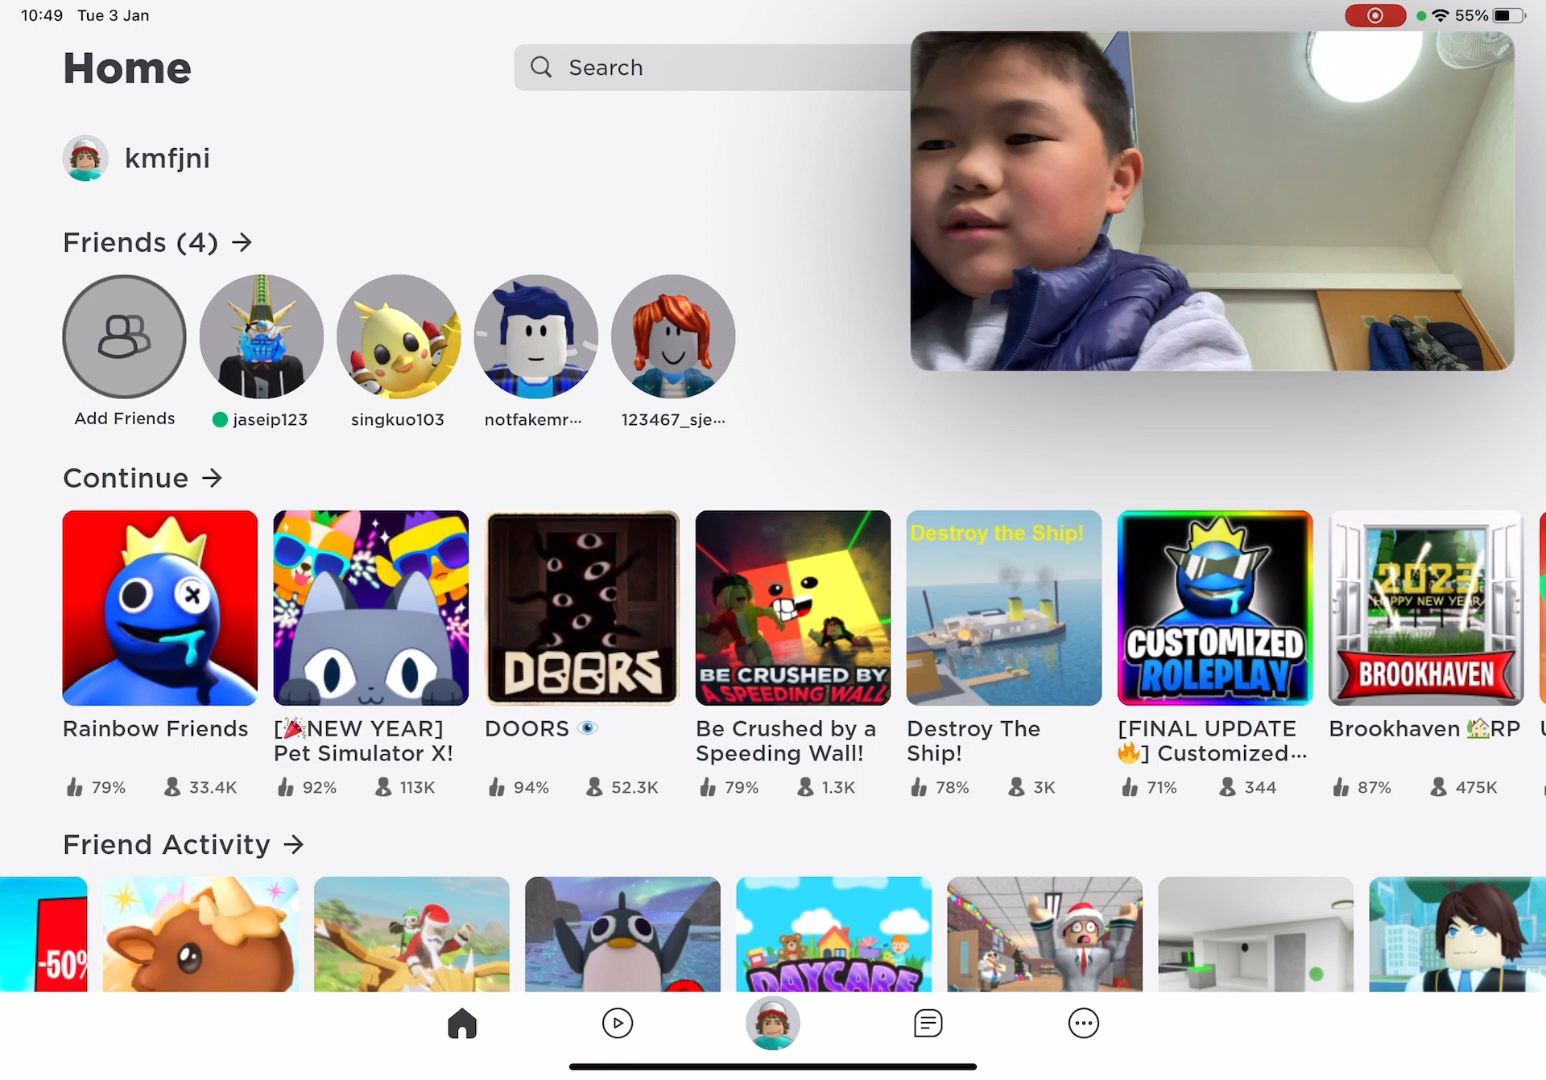 10:49 Tue 3 Jan
55%
Home
Search
kmfjni
Friends (4) →
Add Friends
jaseip123
singkuo103
notfakemr...
123467_sje...
Continue →
DOORS
BE CRUSHED BY
A SPEEDING WALL
Destroy the Ship!
CUSTOMIZED
ROLEPLAY
2023
HAPPY NEW YEAR
BROOKHAVEN
Rainbow Friends
[🎉NEW YEAR]
Pet Simulator X!
DOORS 👁️
Be Crushed by a
Speeding Wall!
Destroy The
Ship!
[FINAL UPDATE
🔥] Customized...
Brookhaven 🏡RP
79% 33.4K
92% 113K
94% 52.3K
79% 1.3K
78% 3K
71% 344
87% 475K
Friend Activity →
-50%
DAYCARE